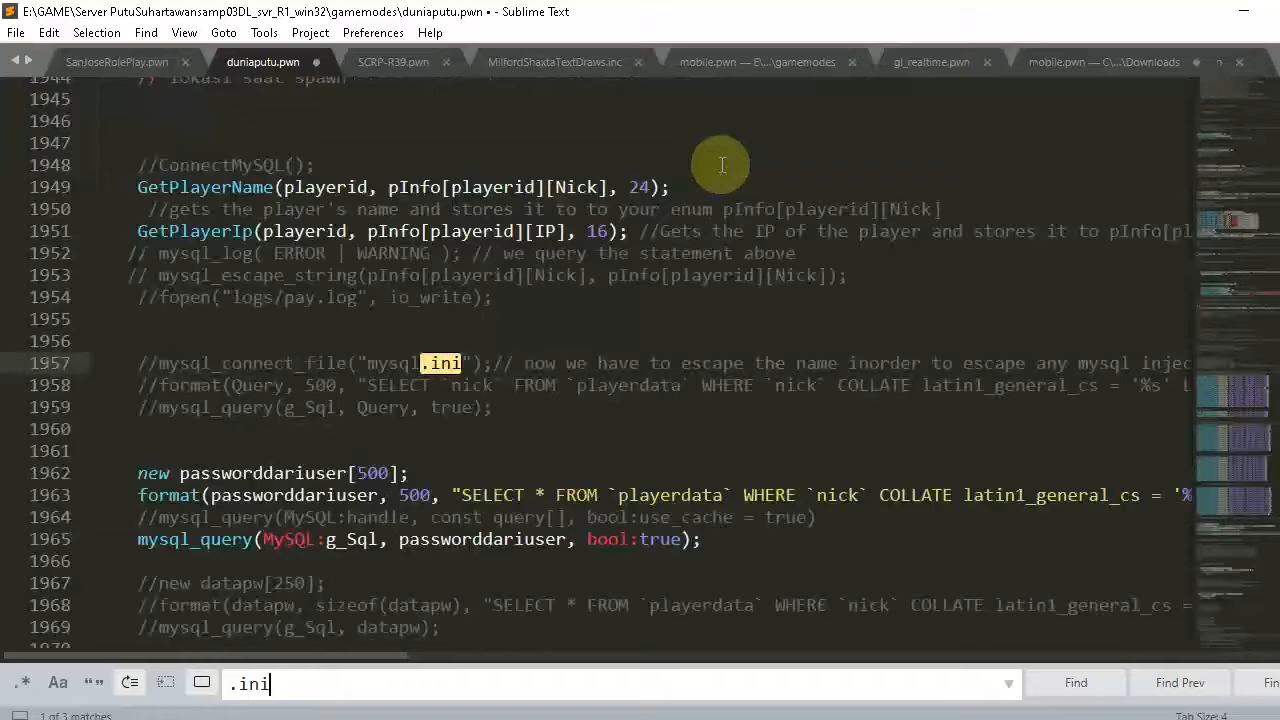 E:\GAME\Server PutuSuhartawansamp03DL_svr_R1_win32\gamemodes\duniaputu.pwn • - Sublime Text
File Edit Selection Find View Goto Tools Project Preferences Help
SanJoseRolePlay.pwn × duniaputu.pwn • SCRP-R39.pwn × MilfordShaxtaTextDraws.inc × mobile.pwn — E:\...\gamemodes × gl_realtime.pwn × mobile.pwn — C:\...\Downloads • n ×
1944 // lokasi saat spawn
1945
1946
1947
1948 //ConnectMySQL();
1949 GetPlayerName(playerid, pInfo[playerid][Nick], 24);
1950 //gets the player's name and stores it to to your enum pInfo[playerid][Nick]
1951 GetPlayerIp(playerid, pInfo[playerid][IP], 16); //Gets the IP of the player and stores it to pInfo[pl
1952 // mysql_log( ERROR | WARNING ); // we query the statement above
1953 // mysql_escape_string(pInfo[playerid][Nick], pInfo[playerid][Nick]);
1954 //fopen("logs/pay.log", io_write);
1955
1956
1957 //mysql_connect_file("mysql.ini");// now we have to escape the name inorder to escape any mysql injec
1958 //format(Query, 500, "SELECT `nick` FROM `playerdata` WHERE `nick` COLLATE latin1_general_cs = '%s' L
1959 //mysql_query(g_Sql, Query, true);
1960
1961
1962 new passworddariuser[500];
1963 format(passworddariuser, 500, "SELECT * FROM `playerdata` WHERE `nick` COLLATE latin1_general_cs = '%
1964 //mysql_query(MySQL:handle, const query[], bool:use_cache = true)
1965 mysql_query(MySQL:g_Sql, passworddariuser, bool:true);
1966
1967 //new datapw[250];
1968 //format(datapw, sizeof(datapw), "SELECT * FROM `playerdata` WHERE `nick` COLLATE latin1_general_cs =
1969 //mysql_query(g_Sql, datapw);
1970
.* Aa “” .ini Find Find Prev Fin
1 of 3 matches Tab Size: 4